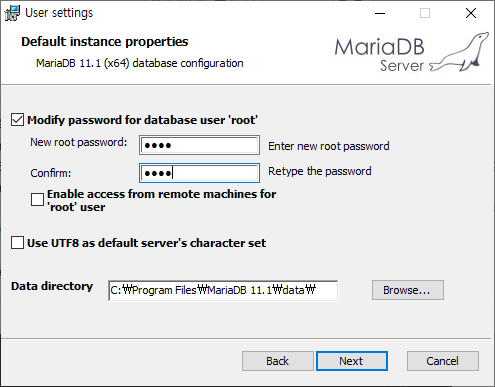 User settings
Default instance properties
MariaDB 11.1 (x64) database configuration
MariaDB
Server
Modify password for database user 'root'
New root password: ●●●● Enter new root password
Confirm: ●●●● Retype the password
Enable access from remote machines for
'root' user
Use UTF8 as default server's character set
Data directory C:₩Program Files₩MariaDB 11.1₩data₩ Browse...
Back Next Cancel